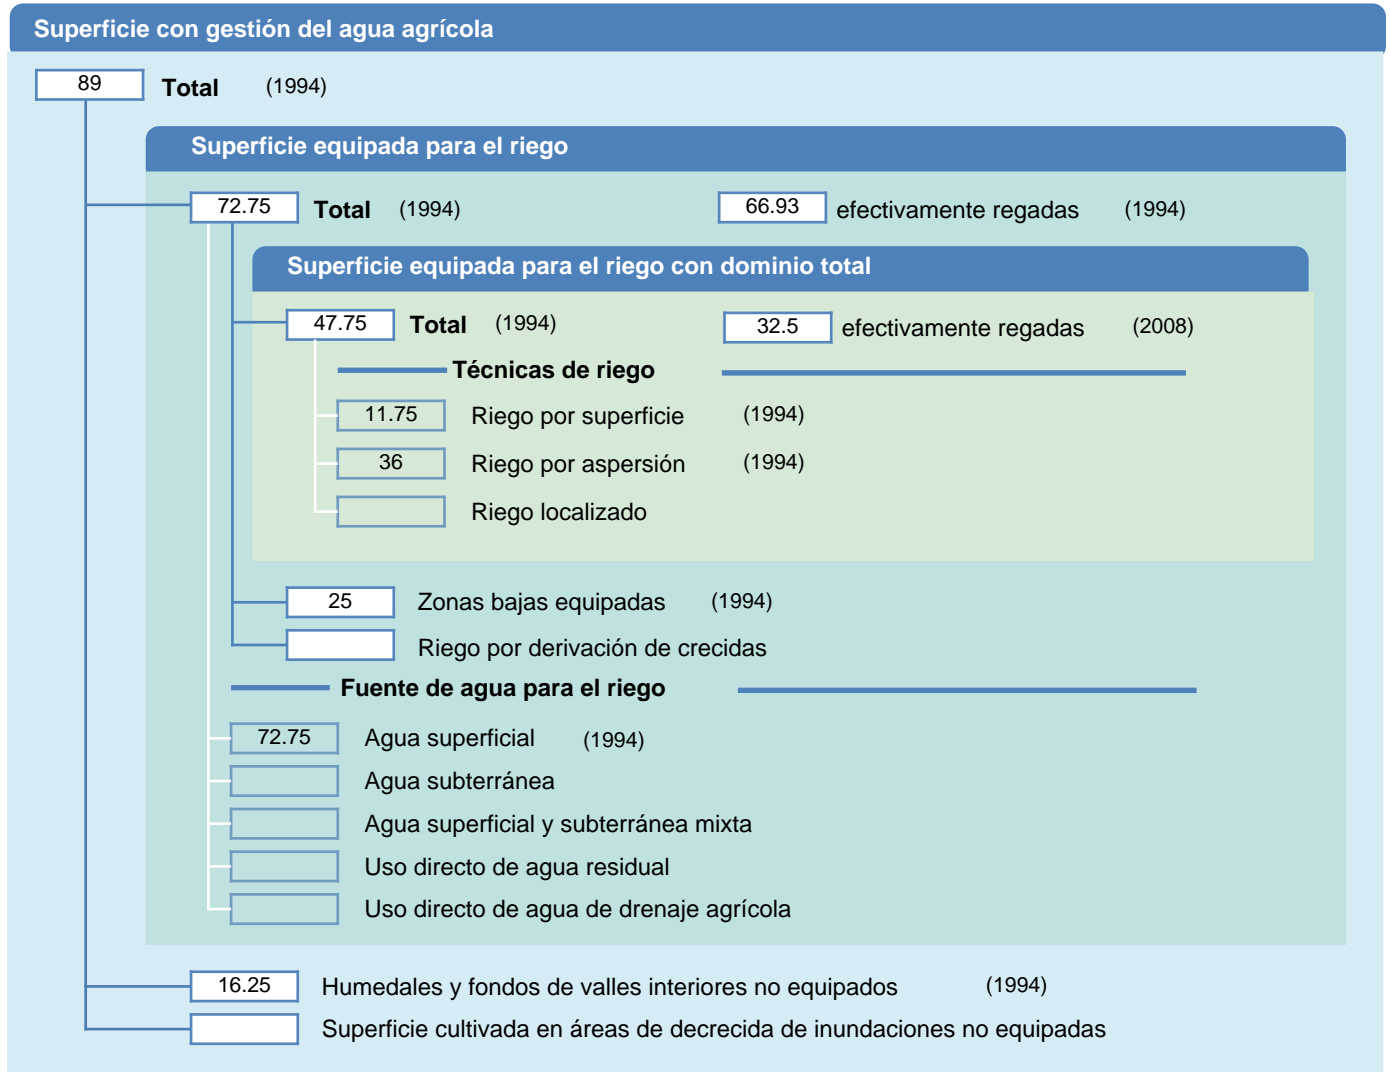 Superficie con gestión del agua agrícola
89 Total (1994)
Superficie equipada para el riego
72.75 Total (1994) 66.93 efectivamente regadas (1994)
Superficie equipada para el riego con dominio total
47.75 Total (1994) 32.5 efectivamente regadas (2008)
Técnicas de riego
11.75 Riego por superficie (1994)
36 Riego por aspersión (1994)
Riego localizado
25 Zonas bajas equipadas (1994)
Riego por derivación de crecidas
Fuente de agua para el riego
72.75 Agua superficial (1994)
Agua subterránea
Agua superficial y subterránea mixta
Uso directo de agua residual
Uso directo de agua de drenaje agrícola
16.25 Humedales y fondos de valles interiores no equipados (1994)
Superficie cultivada en áreas de decrecida de inundaciones no equipadas